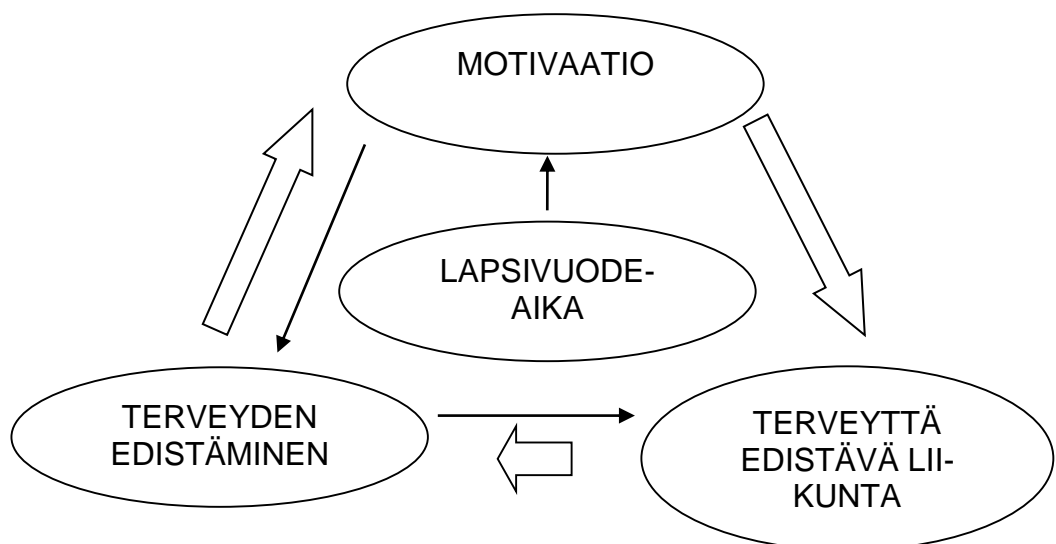 MOTIVAATIO
LAPSIVUODE-
AIKA
TERVEYDEN
EDISTÄMINEN
TERVEYTTÄ
EDISTÄVÄ LII-
KUNTA